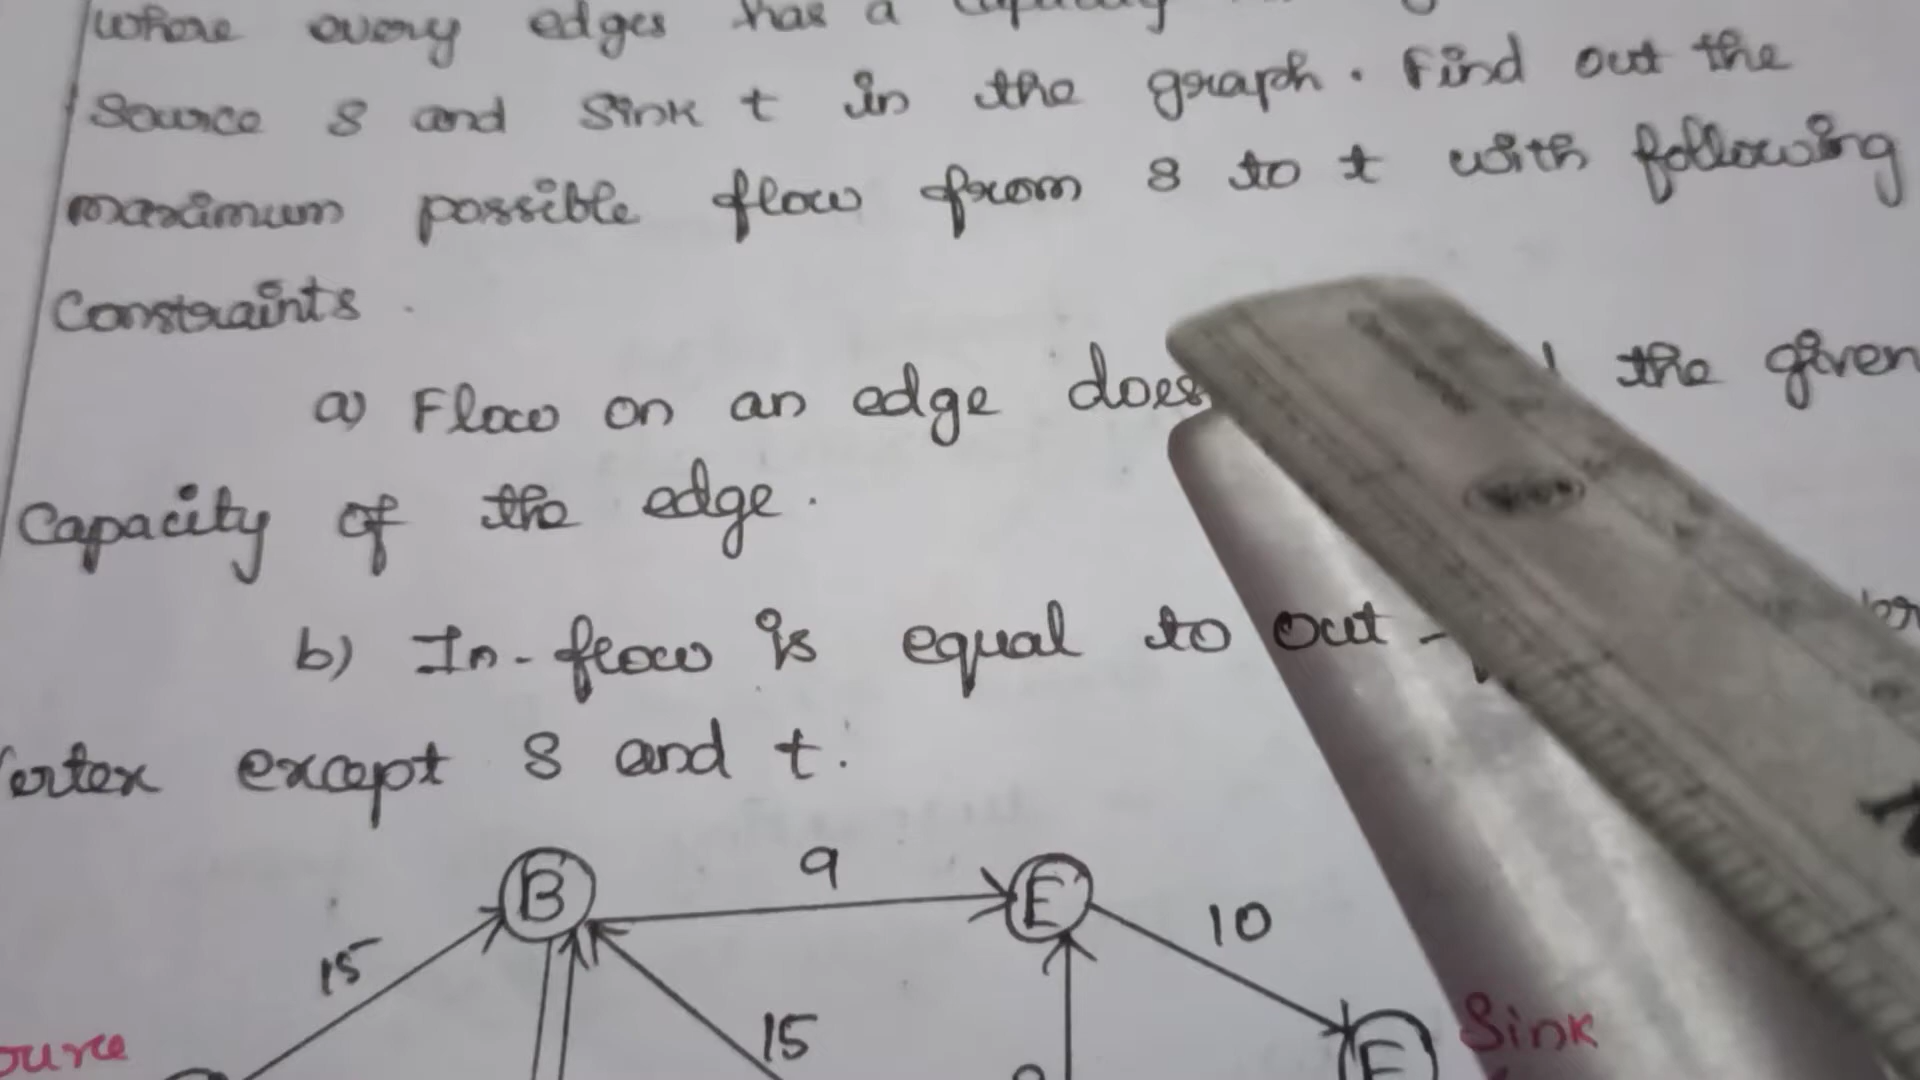 where every edges has a capacity
Source s and Sink t in the graph. Find out the
maximum possible flow from s to t with following
Constraints.
a) Flow on an edge does the given
Capacity of the edge.
b) In-flow is equal to out -
ertex except s and t.
B 9 E
15 10
15
ource Sink
F